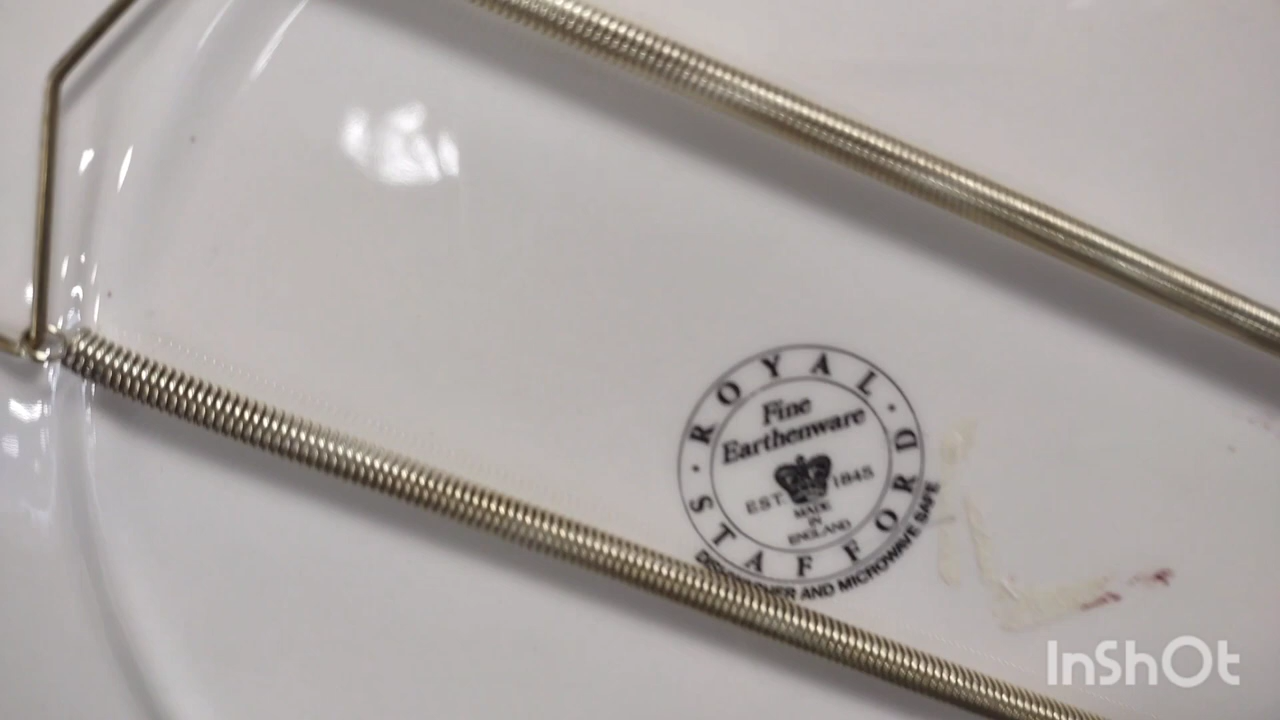 · ROYAL ·
STAFFORD
Fine
Earthenware
EST. 1845
MADE
IN
ENGLAND
AND MICROWAVE SAFE
InShOt